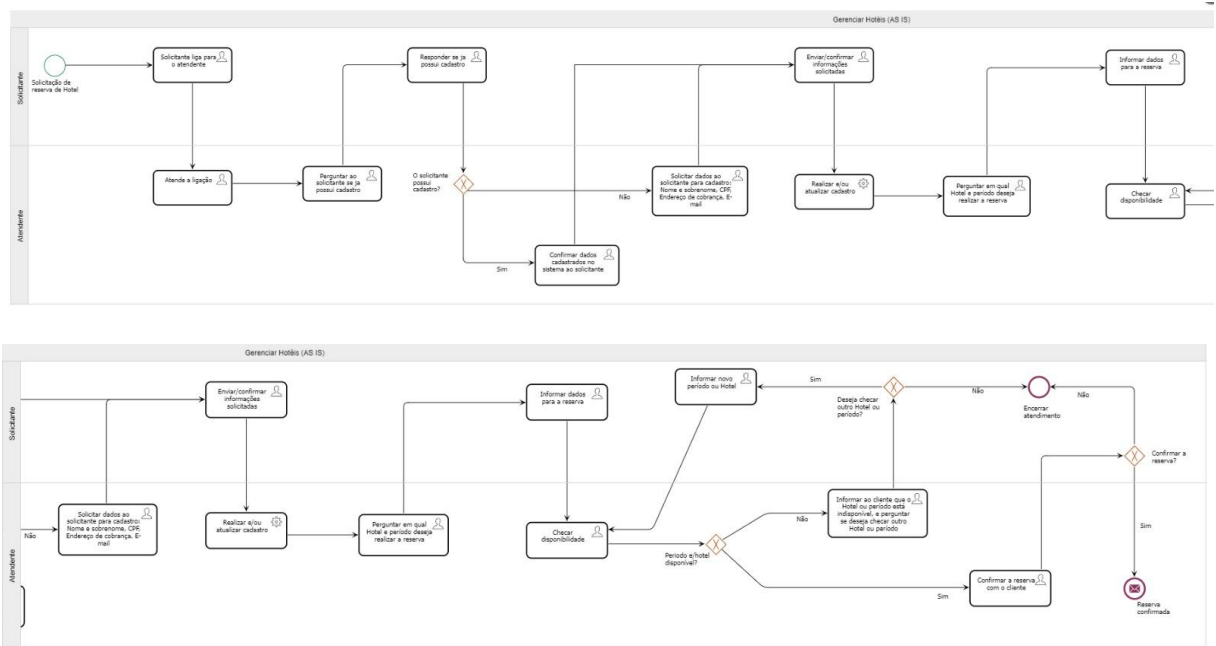 Gerenciar Hotéis (AS IS)
Solicitante
Solicitação de
reserva de Hotel
Solicitante liga para
o atendente
Responder se ja
possui cadastro
Enviar/confirmar
informações
solicitadas
Informar dados
para a reserva
Atendente
Atende a ligação
Perguntar ao
solicitante se ja
possui cadastro
O solicitante
possui
cadastro?
Não
Sim
Confirmar dados
cadastrados no
sistema ao solicitante
Solicitar dados ao
solicitante para cadastro:
Nome e sobrenome, CPF,
Endereço de cobrança, E-
mail
Realizar e/ou
atualizar cadastro
Perguntar em qual
Hotel e período deseja
realizar a reserva
Checar
disponibilidade
Gerenciar Hotéis (AS IS)
Solicitante
Enviar/confirmar
informações
solicitadas
Informar dados
para a reserva
Informar novo
período ou Hotel
Sim
Deseja checar
outro Hotel ou
período?
Não
Encerrar
atendimento
Não
Confirmar a
reserva?
Atendente
Não
Solicitar dados ao
solicitante para cadastro:
Nome e sobrenome, CPF,
Endereço de cobrança, E-
mail
Realizar e/ou
atualizar cadastro
Perguntar em qual
Hotel e período deseja
realizar a reserva
Checar
disponibilidade
Periodo e/hotel
disponível?
Não
Informar ao cliente que o
Hotel ou período está
indisponível, e perguntar
se deseja checar outro
Hotel ou período
Sim
Confirmar a reserva
com o cliente
Sim
Reserva
confirmada